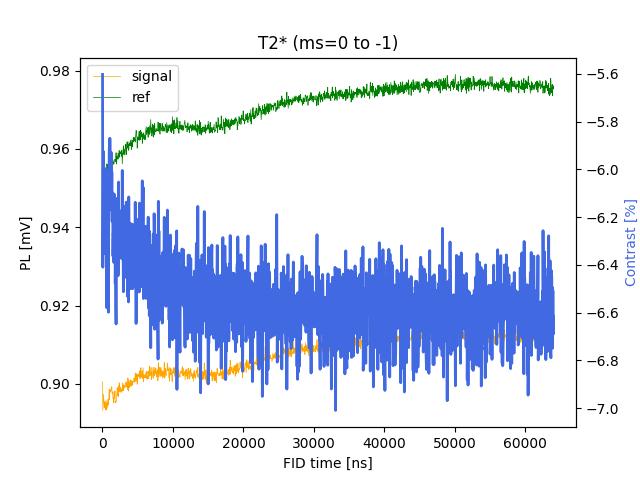 T2* (ms=0 to -1)
signal
ref
0.98
0.96
0.94
0.92
0.90
PL [mV]
−5.6
−5.8
−6.0
−6.2
−6.4
−6.6
−6.8
−7.0
Contrast [%]
0 10000 20000 30000 40000 50000 60000
FID time [ns]